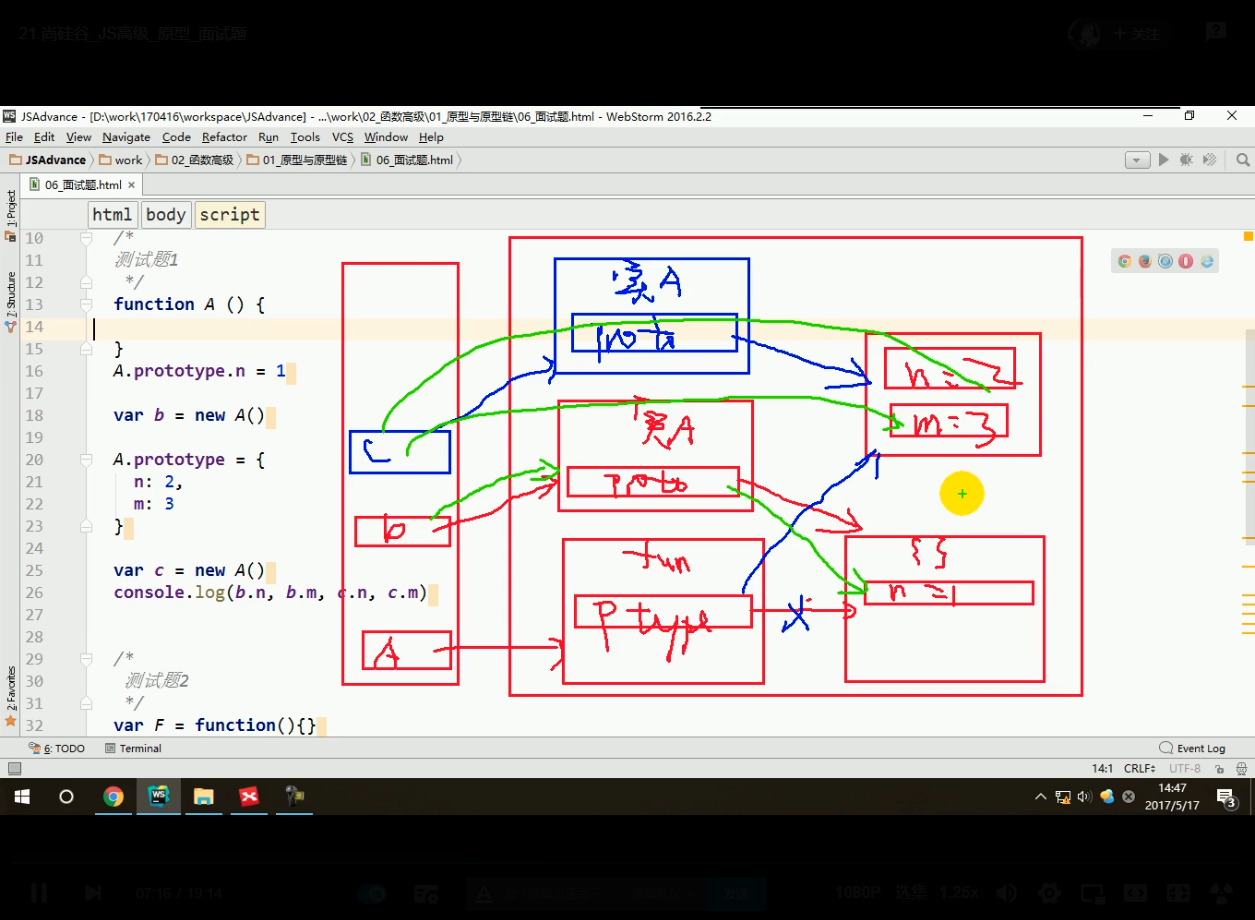 21.尚硅谷_JS高级_原型_面试题
+ 关注
JSAdvance - [D:\work\170416\workspace\JSAdvance] - ...\work\02_函数高级\01_原型与原型链\06_面试题.html - WebStorm 2016.2.2
File Edit View Navigate Code Refactor Run Tools VCS Window Help
JSAdvance work 02_函数高级 01_原型与原型链 06_面试题.html
06_面试题.html ×
html body script
1: Project
7: Structure
2: Favorites
10 /*
11 测试题1
12 */
13 function A () {
14
15 }
16 A.prototype.n = 1
17
18 var b = new A()
19
20 A.prototype = {
21 n: 2,
22 m: 3
23 }
24
25 var c = new A()
26 console.log(b.n, b.m, c.n, c.m)
27
28
29 /*
30 测试题2
31 */
32 var F = function(){}
C
b
A
实A
proto
实A
proto
fun
Ptype
n=2
m=3
{}
n=1
6: TODO Terminal Event Log
14:1 CRLF÷ UTF-8
14:47
2017/5/17
3
07:16 / 19:14
1080P 选集 1.25x